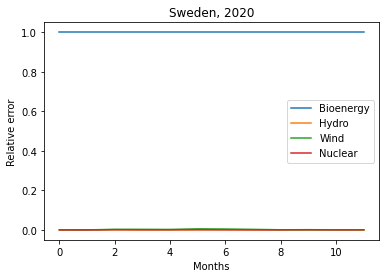 Sweden, 2020
Relative error
1.0
0.8
0.6
0.4
0.2
0.0
Bioenergy
Hydro
Wind
Nuclear
0 2 4 6 8 10
Months